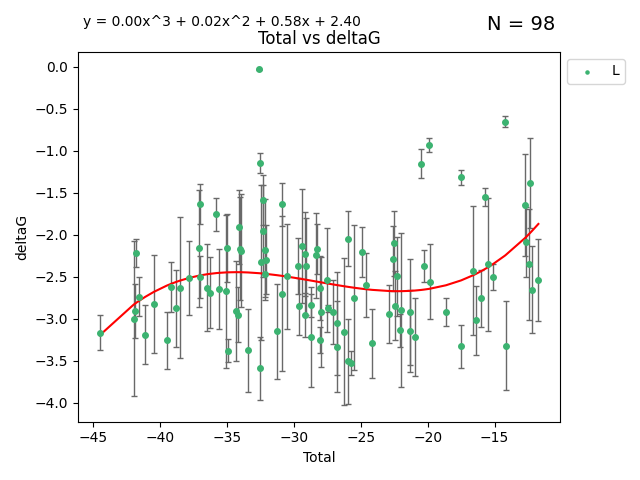 y = 0.00x^3 + 0.02x^2 + 0.58x + 2.40
N = 98
Total vs deltaG
L
deltaG
0.0
−0.5
−1.0
−1.5
−2.0
−2.5
−3.0
−3.5
−4.0
−45 −40 −35 −30 −25 −20 −15
Total